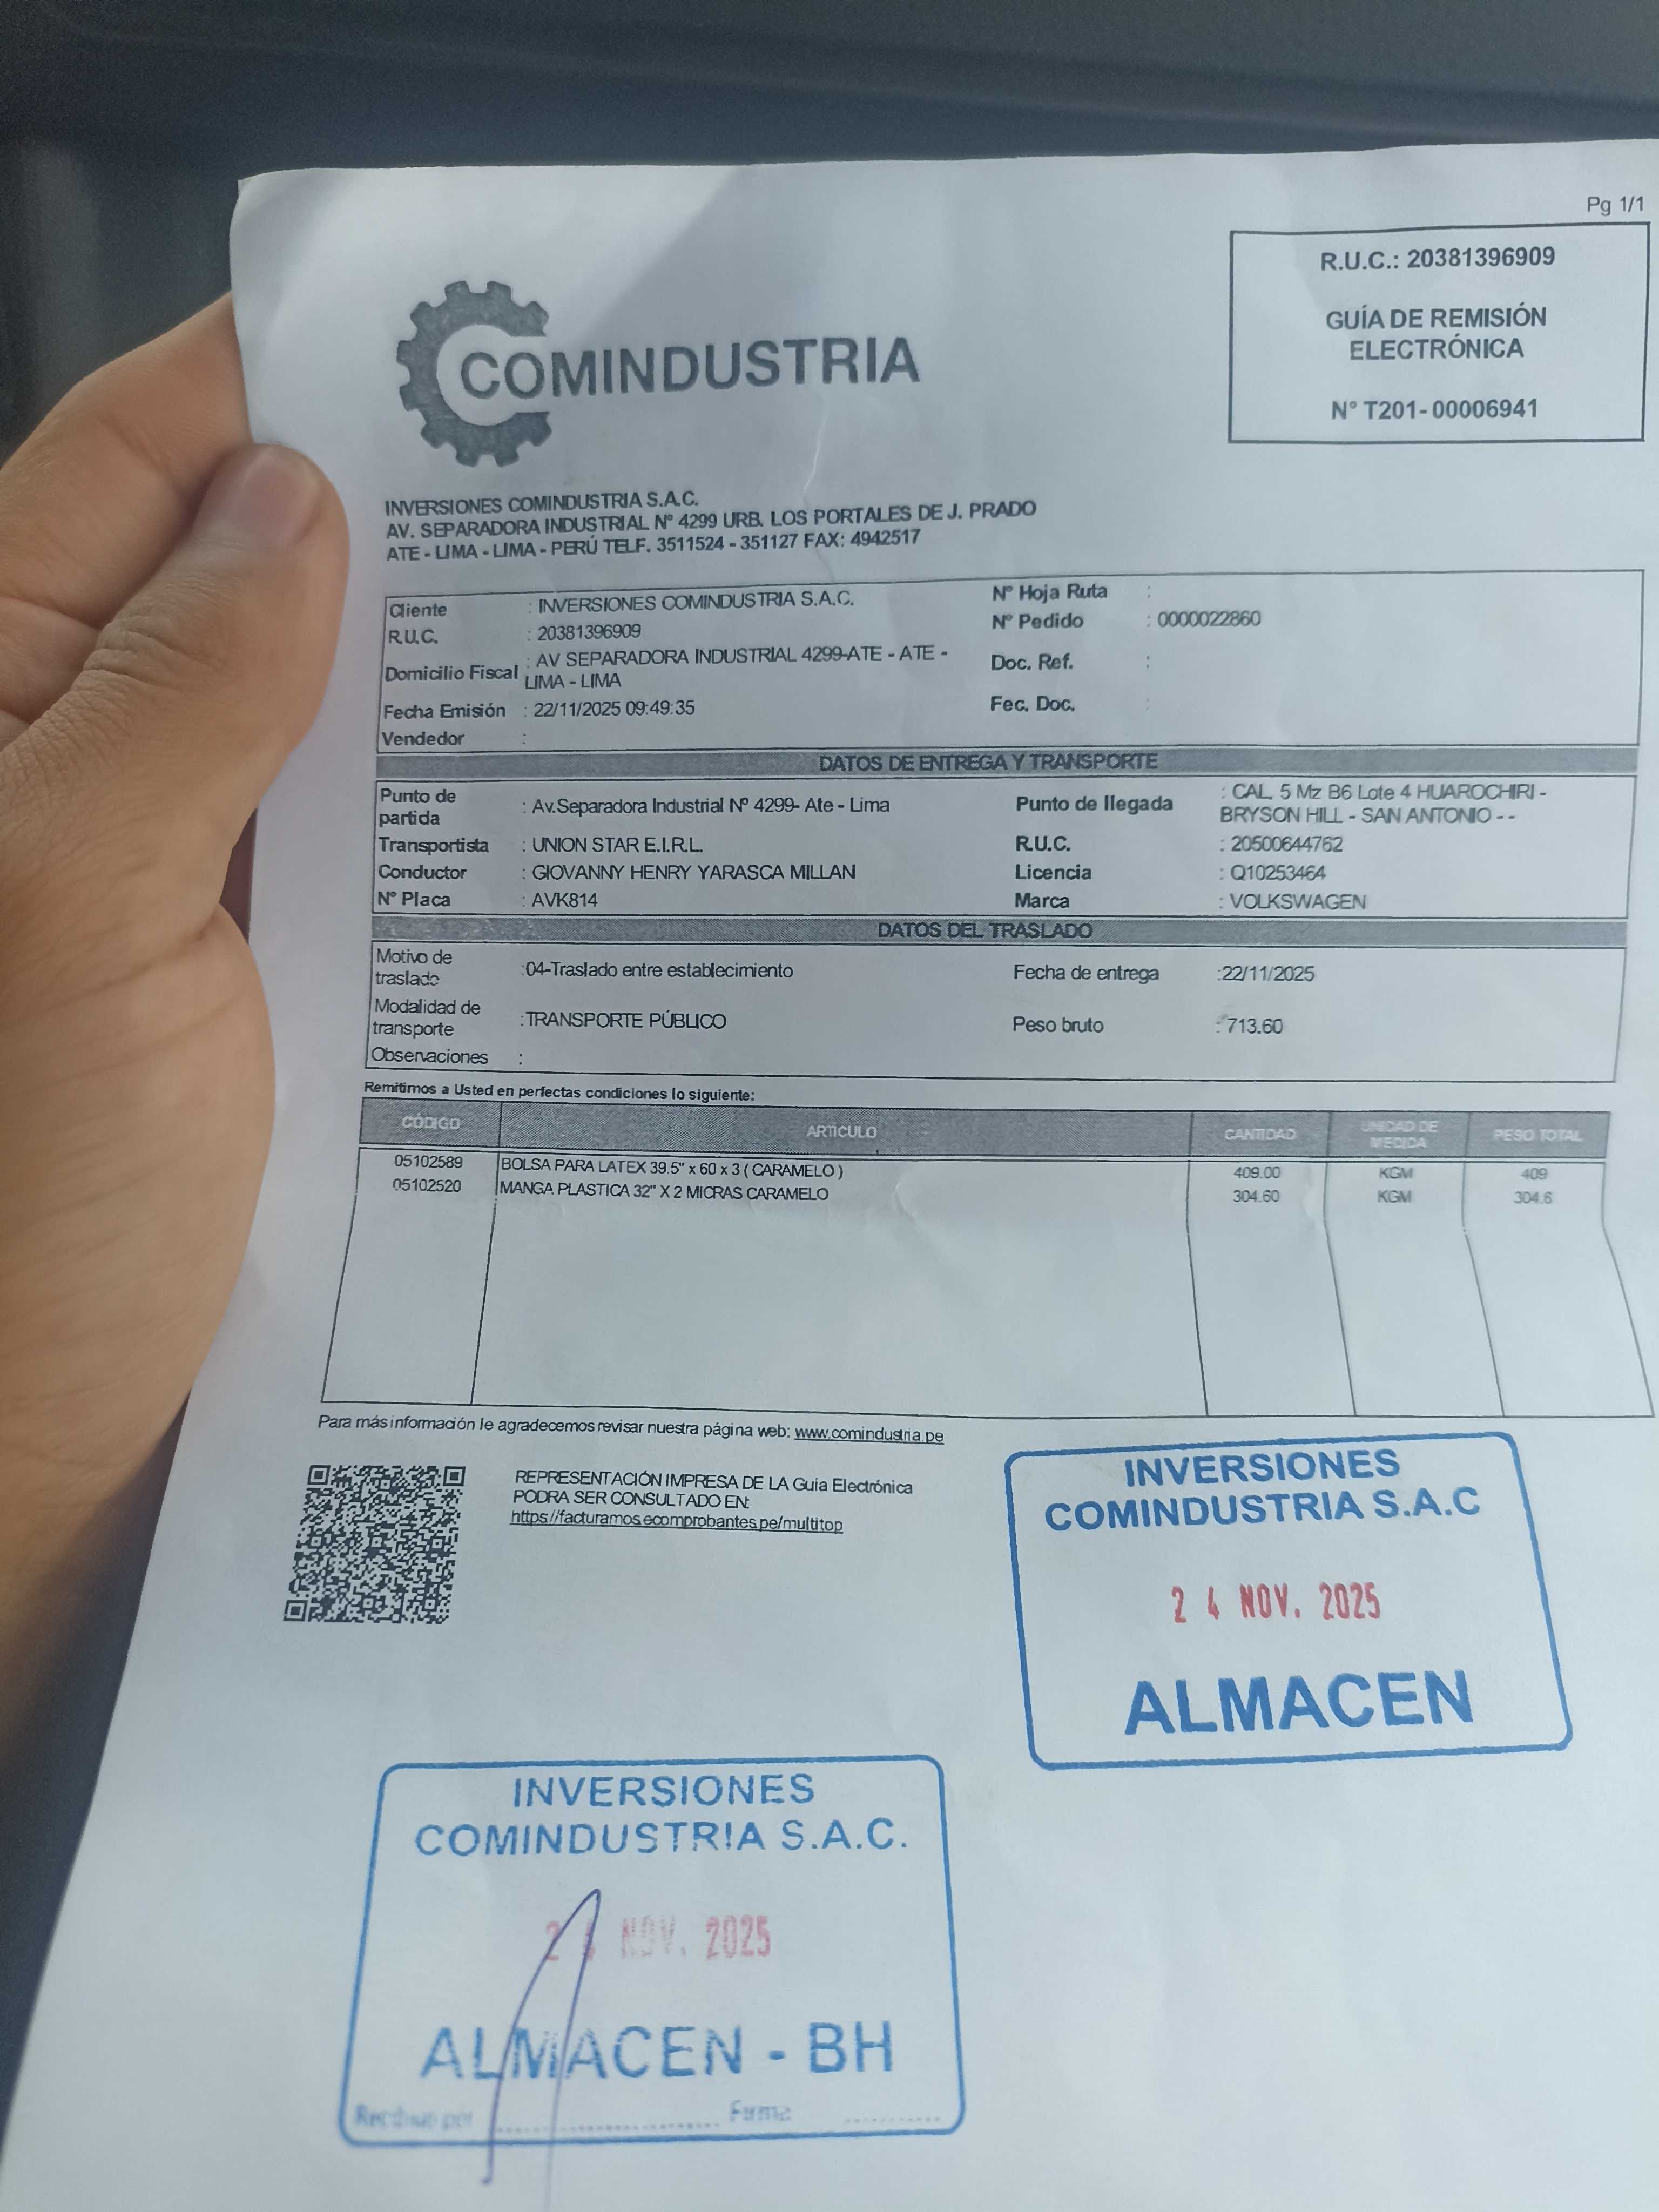 Pg 1/1
R.U.C.: 20381396909
GUÍA DE REMISIÓN
ELECTRÓNICA
N° T201- 00006941
COMINDUSTRIA
INVERSIONES COMINDUSTRIA S.A.C.
AV. SEPARADORA INDUSTRIAL N° 4299 URB. LOS PORTALES DE J. PRADO
ATE - LIMA - LIMA - PERÚ TELF. 3511524 - 351127 FAX: 4942517
Cliente : INVERSIONES COMINDUSTRIA S.A.C. N° Hoja Ruta :
R.U.C. : 20381396909 N° Pedido : 0000022860
Domicilio Fiscal : AV SEPARADORA INDUSTRIAL 4299-ATE - ATE - Doc. Ref. :
LIMA - LIMA
Fecha Emisión : 22/11/2025 09:49:35 Fec. Doc. :
Vendedor :
DATOS DE ENTREGA Y TRANSPORTE
Punto de partida : Av.Separadora Industrial Nº 4299- Ate - Lima Punto de llegada : CAL. 5 Mz B6 Lote 4 HUAROCHIRI -
BRYSON HILL - SAN ANTONIO - -
Transportista : UNION STAR E.I.R.L. R.U.C. : 20500644762
Conductor : GIOVANNY HENRY YARASCA MILLAN Licencia : Q10253464
N° Placa : AVK814 Marca : VOLKSWAGEN
DATOS DEL TRASLADO
Motivo de traslado :04-Traslado entre establecimiento Fecha de entrega :22/11/2025
Modalidad de transporte :TRANSPORTE PÚBLICO Peso bruto : 713.60
Observaciones :
Remitimos a Usted en perfectas condiciones lo siguiente:
CÓDIGO ARTÍCULO CANTIDAD UNIDAD DE MEDIDA PESO TOTAL
05102589 BOLSA PARA LATEX 39.5" x 60 x 3 ( CARAMELO ) 409.00 KGM 409
05102520 MANGA PLASTICA 32" X 2 MICRAS CARAMELO 304.60 KGM 304.6
Para más información le agradecemos revisar nuestra página web: www.comindustria.pe
REPRESENTACIÓN IMPRESA DE LA Guía Electrónica
PODRA SER CONSULTADO EN:
https://facturamos.ecomprobantes.pe/multitop
INVERSIONES
COMINDUSTRIA S.A.C
24 NOV. 2025
ALMACEN
INVERSIONES
COMINDUSTRIA S.A.C.
NOV. 2025
ALMACEN - BH
Recibido por Firma